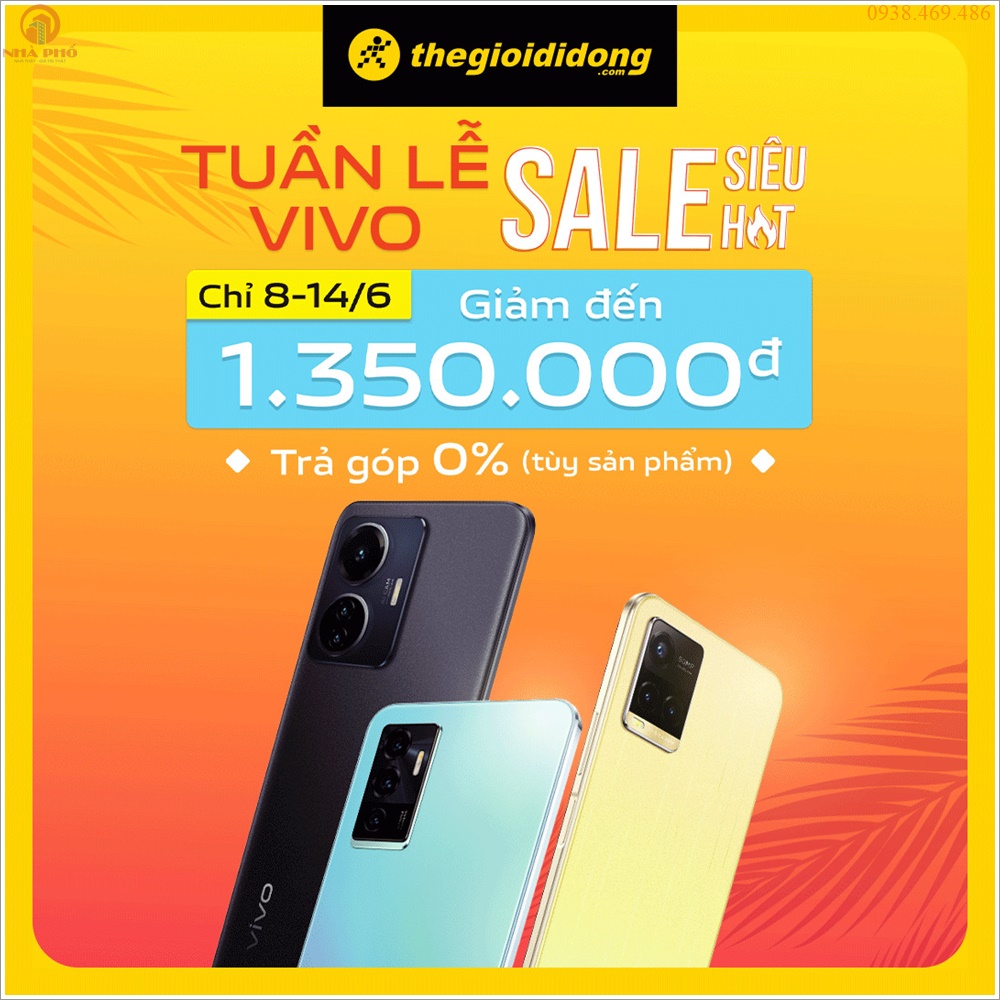 NHÀ PHỐ
0938.469.486
thegioididong
.com
TUẦN LỄ
VIVO
SALE SIÊU
HOT
Chỉ 8-14/6
Giảm đến
1.350.000đ
Trả góp 0% (tùy sản phẩm)
50MP
vivo